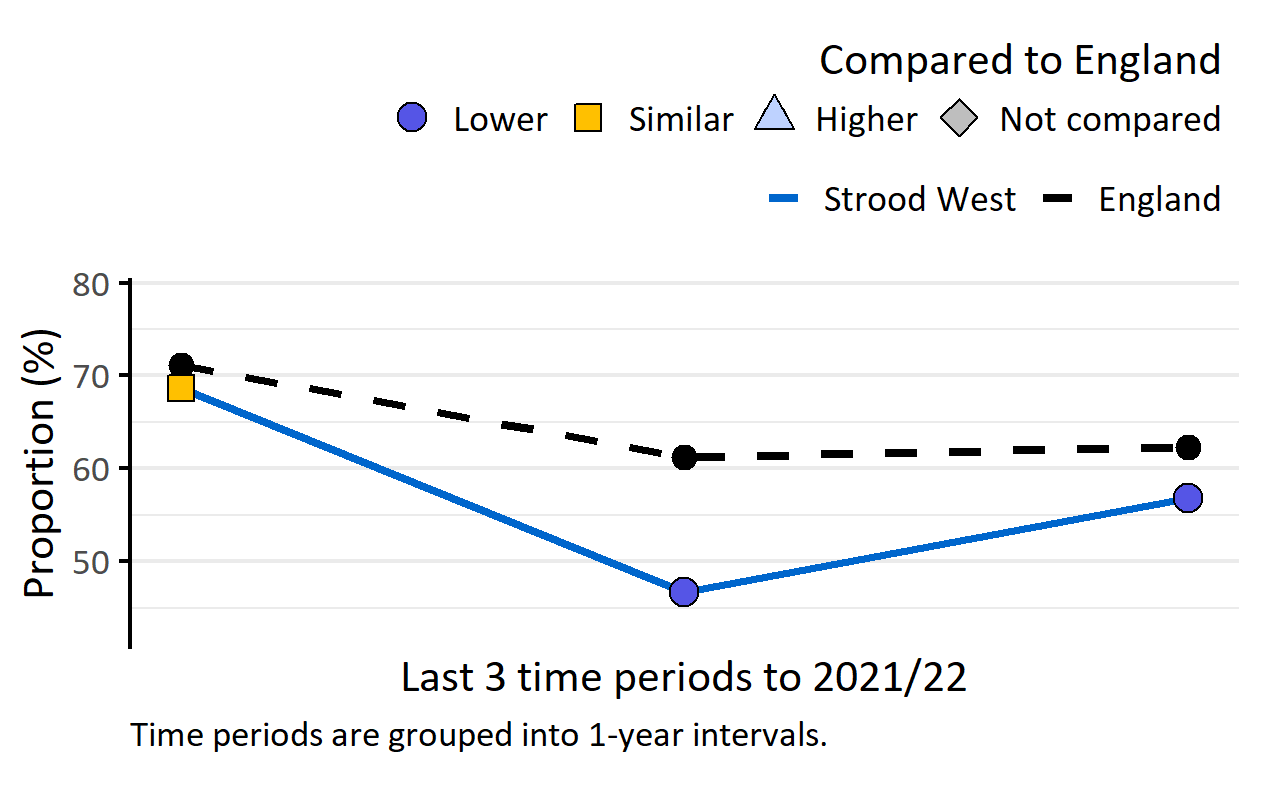 Compared to England
Lower Similar Higher Not compared
Strood West England
80
70
60
50
Proportion (%)
Last 3 time periods to 2021/22
Time periods are grouped into 1-year intervals.